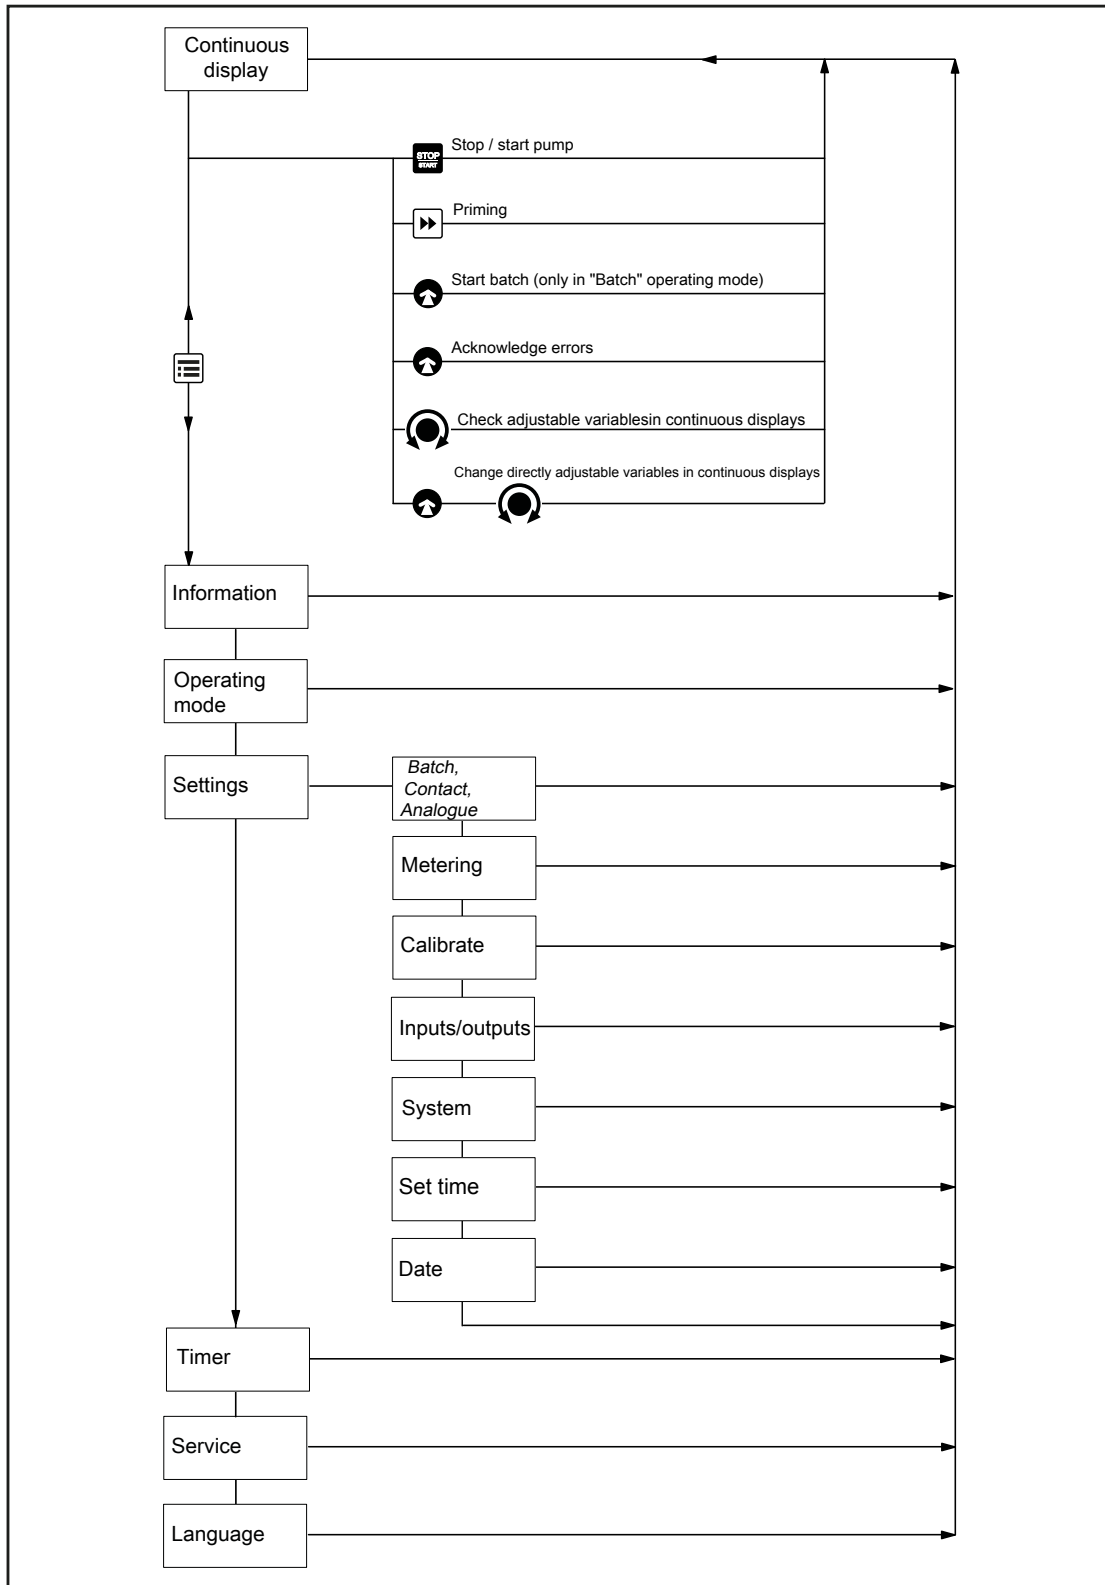 Continuous
display
Stop / start pump
STOP
START
Priming
Start batch (only in "Batch" operating mode)
Acknowledge errors
Check adjustable variablesin continuous displays
Change directly adjustable variables in continuous displays
Information
Operating
mode
Settings
Batch,
Contact,
Analogue
Metering
Calibrate
Inputs/outputs
System
Set time
Date
Timer
Service
Language